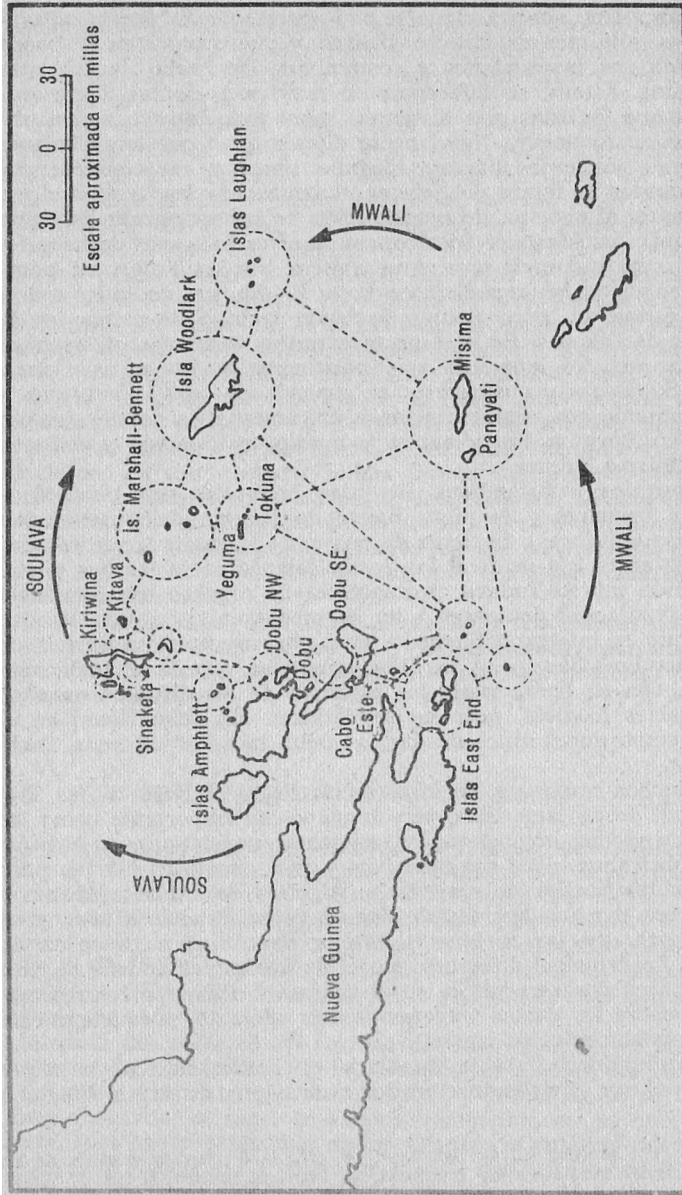 30 0 30
Escala aproximada en millas
SOULAVA
Kiriwina
Kitava
Is. Marshall-Bennett
Isla Woodlark
Islas Laughlan
Sinaketa
Yeguma
Tokuna
MWALI
Islas Amphlett
Dobu NW
Dobu
Dobu SE
SOULAVA
Cabo
Este
Misima
Panayati
Nueva Guinea
Islas East End
MWALI